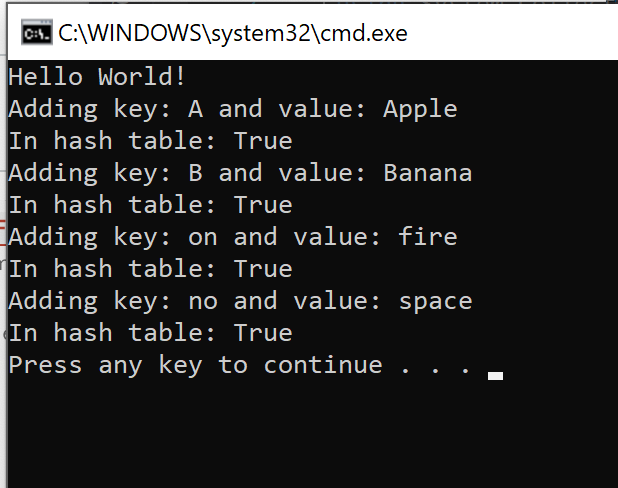 C:\WINDOWS\system32\cmd.exe
Hello World!
Adding key: A and value: Apple
In hash table: True
Adding key: B and value: Banana
In hash table: True
Adding key: on and value: fire
In hash table: True
Adding key: no and value: space
In hash table: True
Press any key to continue . . .